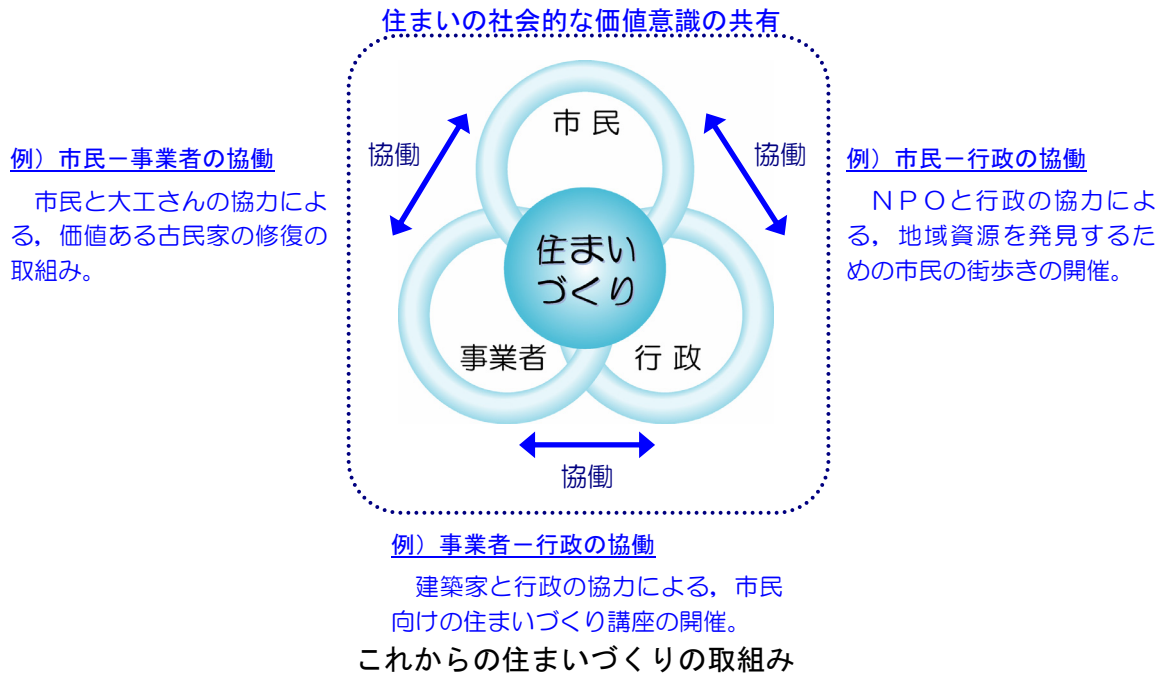 住まいの社会的な価値意識の共有
市 民
協働
協働
例）市民－事業者の協働
市民と大工さんの協力によ
る，価値ある古民家の修復の
取組み。
例）市民－行政の協働
ＮＰＯと行政の協力によ
る，地域資源を発見するた
めの市民の街歩きの開催。
住まい
づくり
事業者
行 政
協働
例）事業者－行政の協働
建築家と行政の協力による，市民
向けの住まいづくり講座の開催。
これからの住まいづくりの取組み